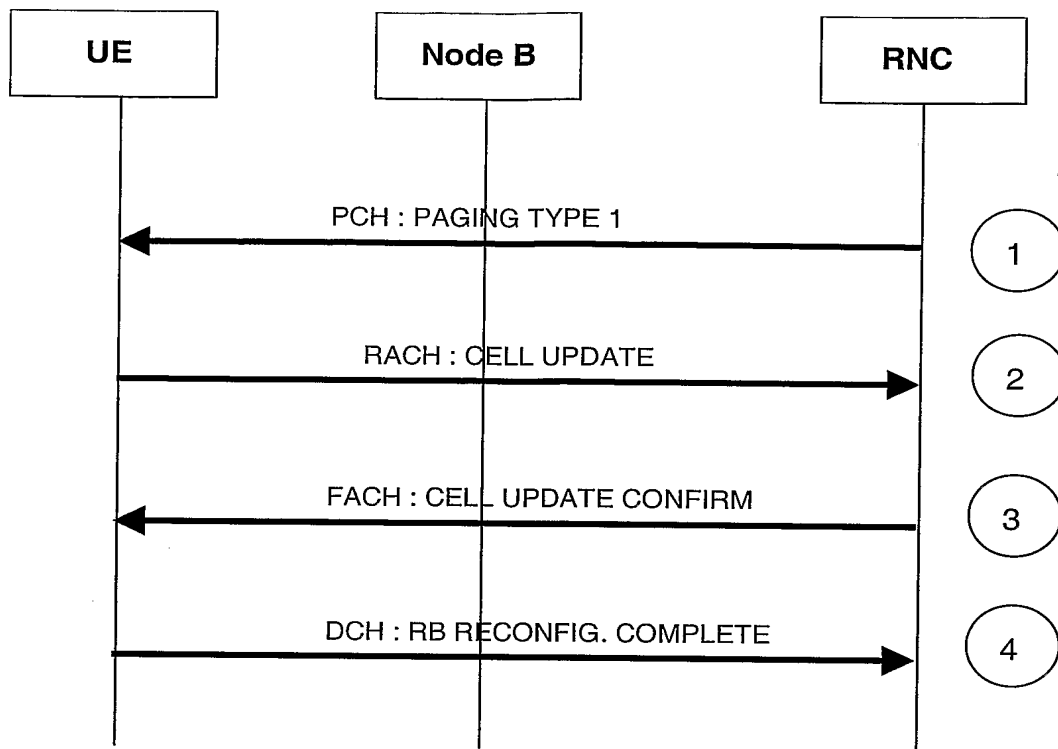 UE
Node B
RNC
PCH : PAGING TYPE 1
1
RACH : CELL UPDATE
2
FACH : CELL UPDATE CONFIRM
3
DCH : RB RECONFIG. COMPLETE
4